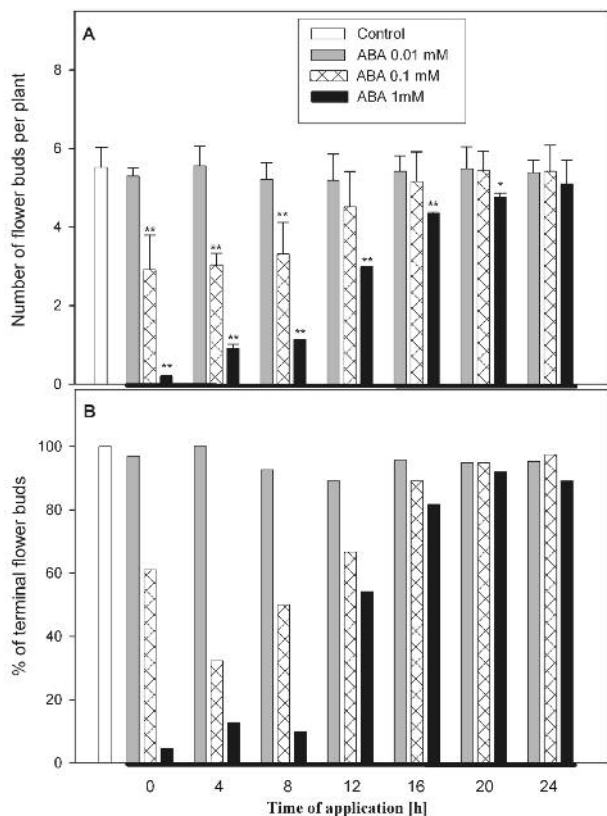 A
Control
ABA 0.01 mM
ABA 0.1 mM
ABA 1mM
Number of flower buds per plant
8
6
4
2
0
** ** ** ** ** ** ** ** *
B
% of terminal flower buds
100
80
60
40
20
0
0 4 8 12 16 20 24
Time of application [h]